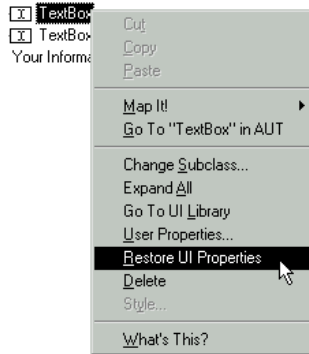 TextBox
TextBox
Your Informa
Cut
Copy
Paste
Map It!
Go To "TextBox" in AUT
Change Subclass...
Expand All
Go To UI Library
User Properties...
Restore UI Properties
Delete
Style...
What's This?